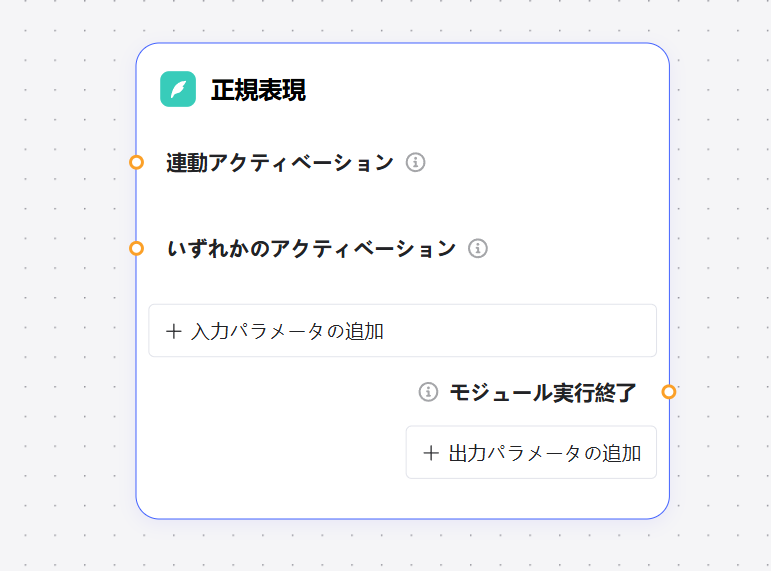 正規表現
連動アクティベーション
いずれかのアクティベーション
+ 入力パラメータの追加
モジュール実行終了
+ 出力パラメータの追加